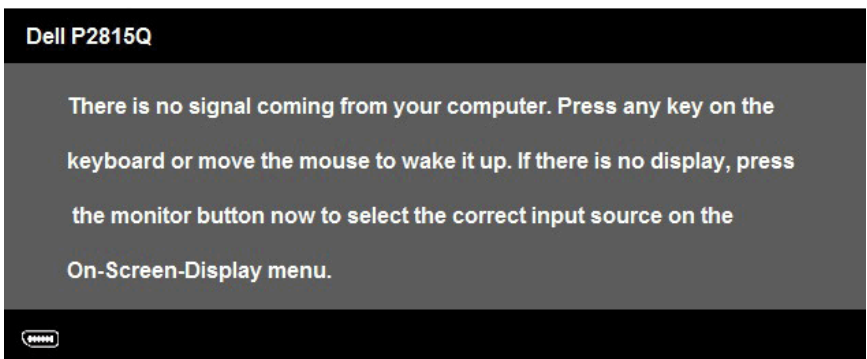 Dell P2815Q
There is no signal coming from your computer. Press any key on the
keyboard or move the mouse to wake it up. If there is no display, press
the monitor button now to select the correct input source on the
On-Screen-Display menu.